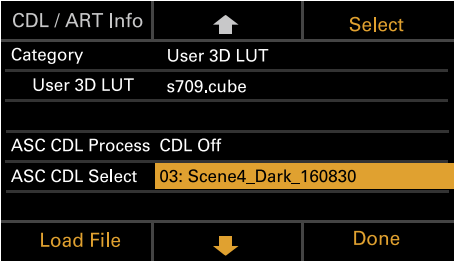 CDL / ART Info Select
Category User 3D LUT
User 3D LUT s709.cube
ASC CDL Process CDL Off
ASC CDL Select 03: Scene4_Dark_160830
Load File Done